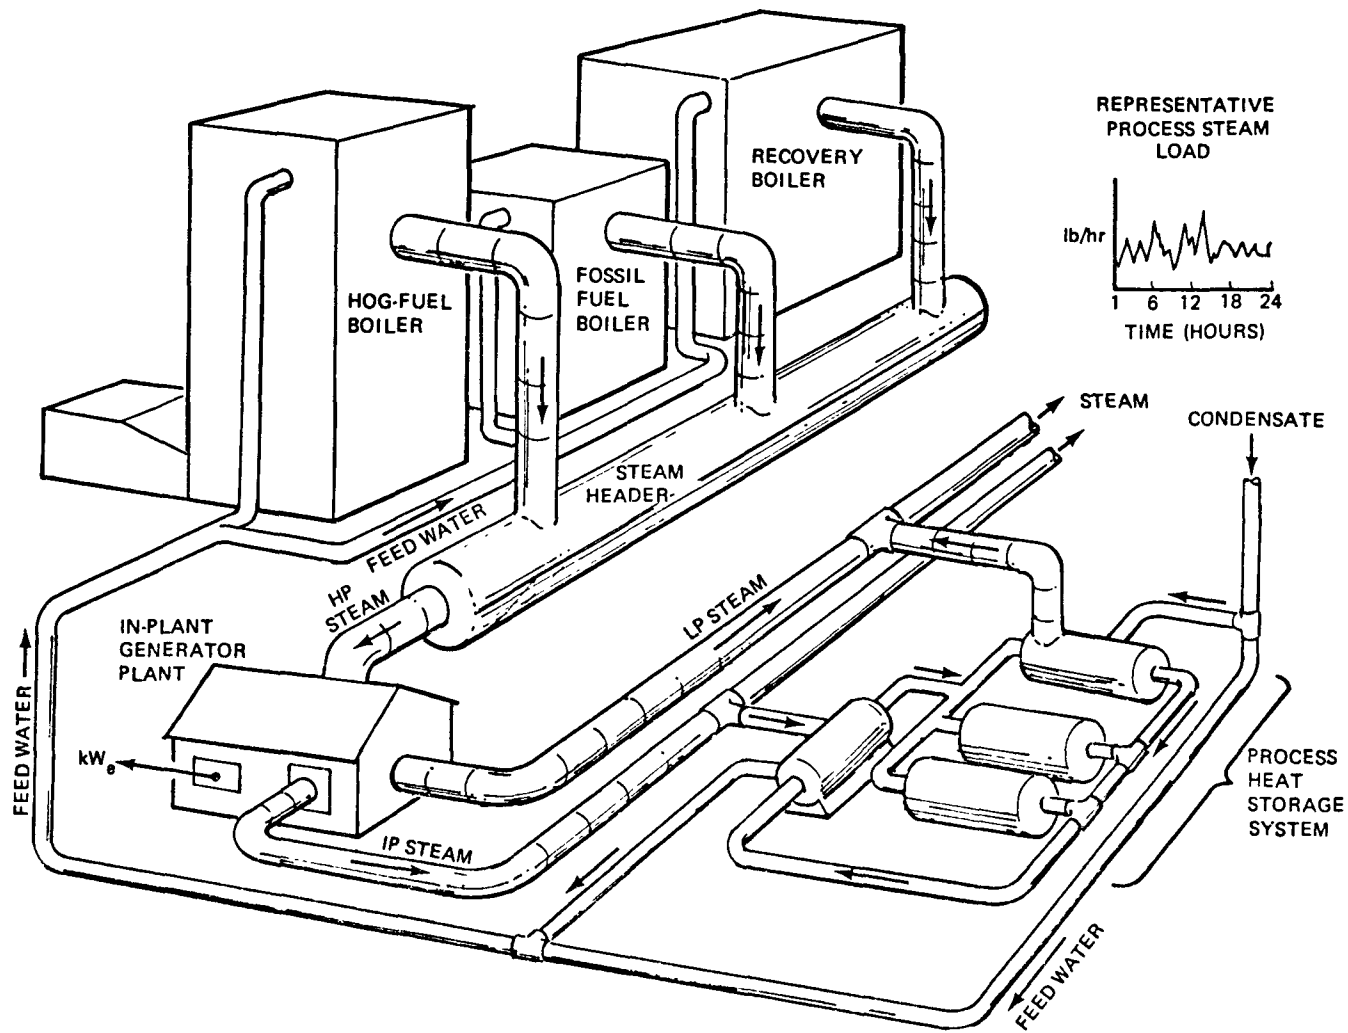 REPRESENTATIVE
PROCESS STEAM
LOAD
lb/hr
1 6 12 18 24
TIME (HOURS)
RECOVERY
BOILER
FOSSIL
FUEL
BOILER
HOG-FUEL
BOILER
STEAM
CONDENSATE
STEAM
HEADER
FEED WATER
HP
STEAM
LP STEAM
IN-PLANT
GENERATOR
PLANT
FEED WATER
kWe
IP STEAM
PROCESS
HEAT
STORAGE
SYSTEM
FEED WATER